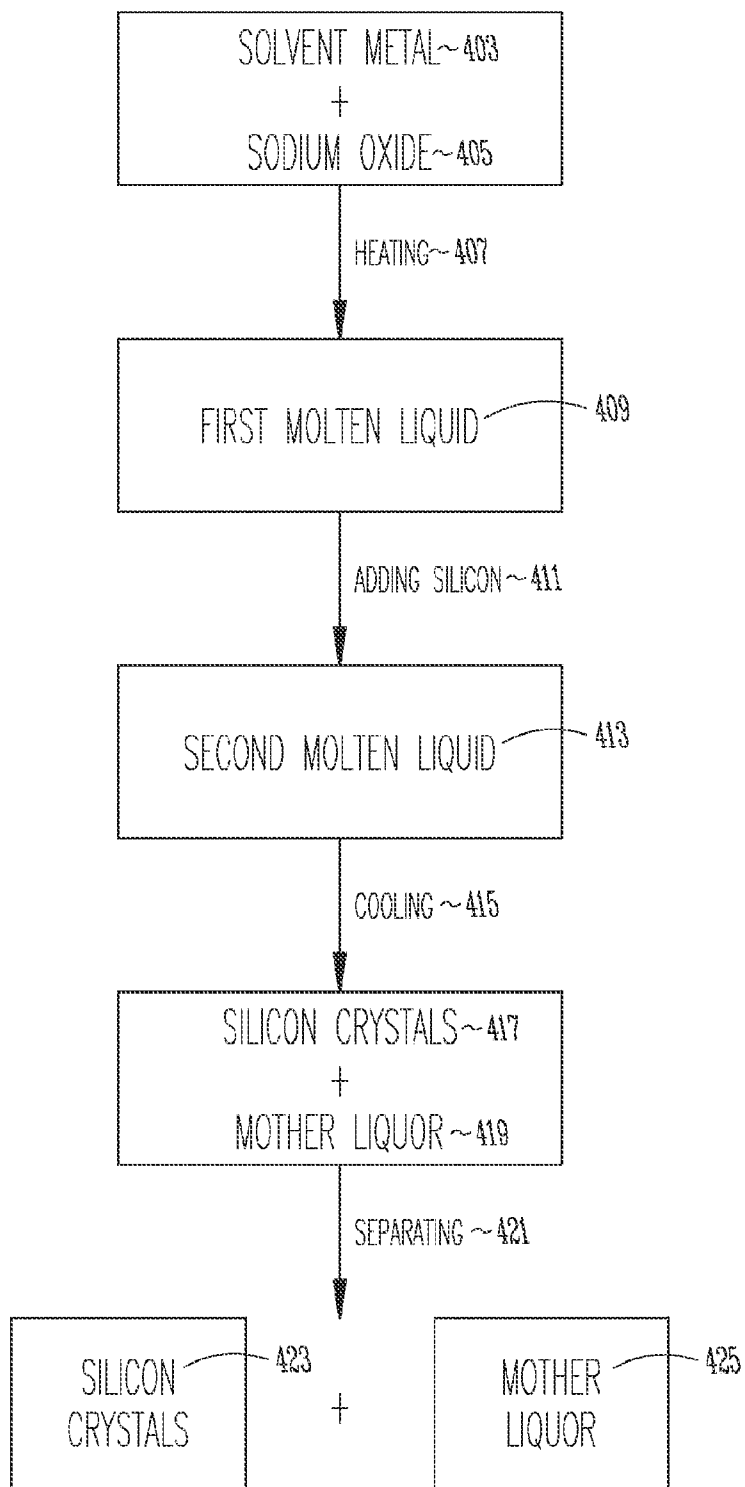 SOLVENT METAL~403
+
SODIUM OXIDE~405
HEATING~407
FIRST MOLTEN LIQUID 409
ADDING SILICON~411
SECOND MOLTEN LIQUID 413
COOLING~415
SILICON CRYSTALS~417
+
MOTHER LIQUOR~419
SEPARATING~421
SILICON 423
CRYSTALS
+
MOTHER 425
LIQUOR